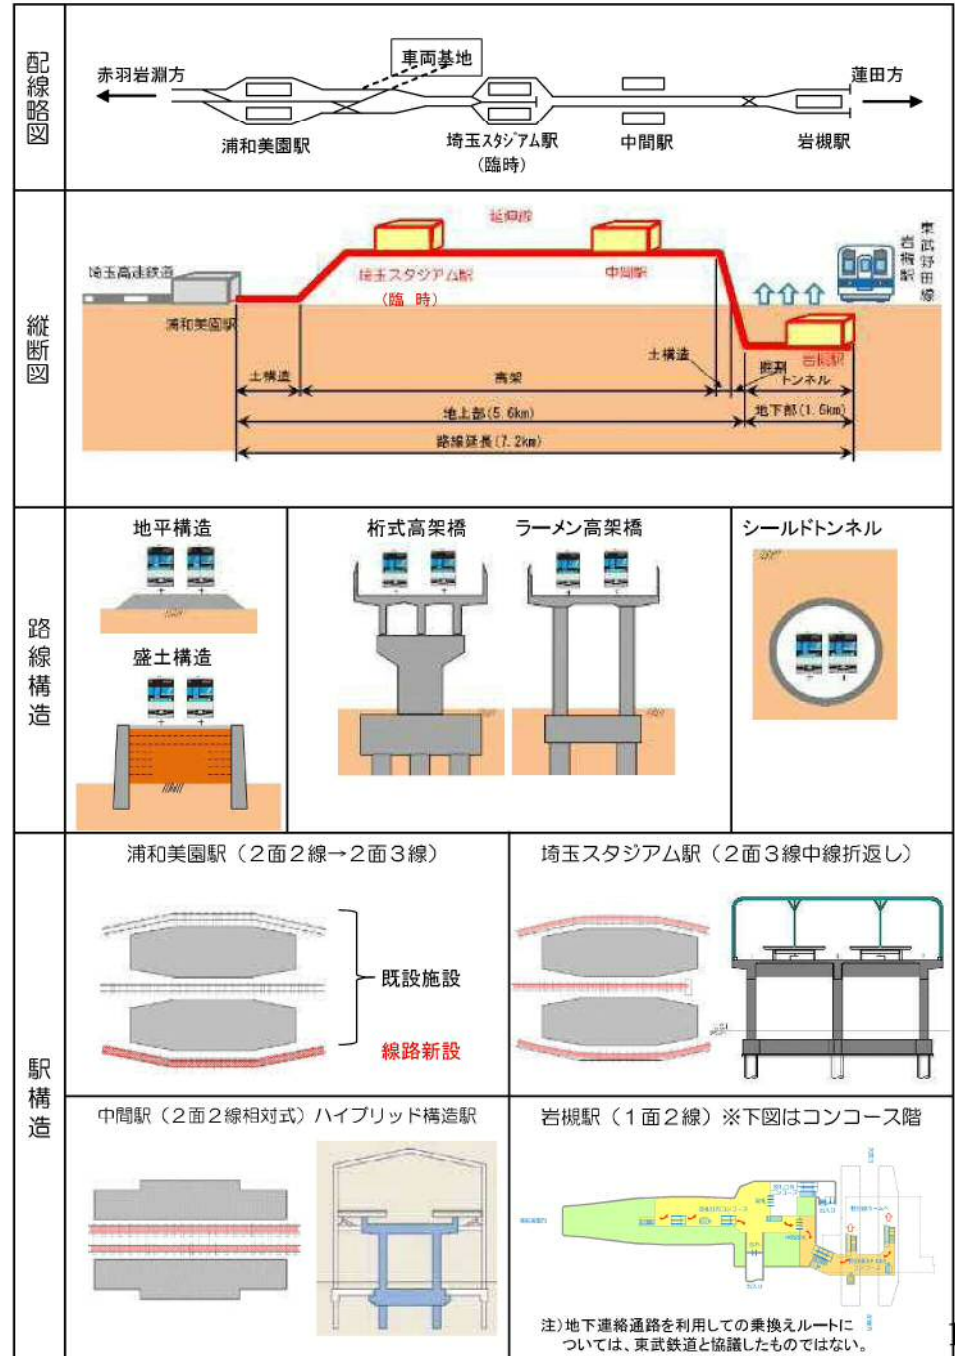 配線略図
赤羽岩淵方
車両基地
蓮田方
浦和美園駅
埼玉スタジアム駅
(臨時)
中間駅
岩槻駅
縦断図
延伸線
埼玉高速鉄道
浦和美園駅
埼玉スタジアム駅
(臨 時)
中間駅
岩槻駅
東武野田線
岩槻駅
土構造
高架
土構造
掘割
トンネル
地上部(5.6km)
地下部(1.6km)
路線延長(7.2km)
路線構造
地平構造
盛土構造
桁式高架橋
ラーメン高架橋
シールドトンネル
駅構造
浦和美園駅(2面2線→2面3線)
既設施設
線路新設
埼玉スタジアム駅(2面3線中線折返し)
中間駅(2面2線相対式)ハイブリッド構造駅
岩槻駅(1面2線)※下図はコンコース階
注)地下連絡通路を利用しての乗換えルートに
ついては、東武鉄道と協議したものではない。